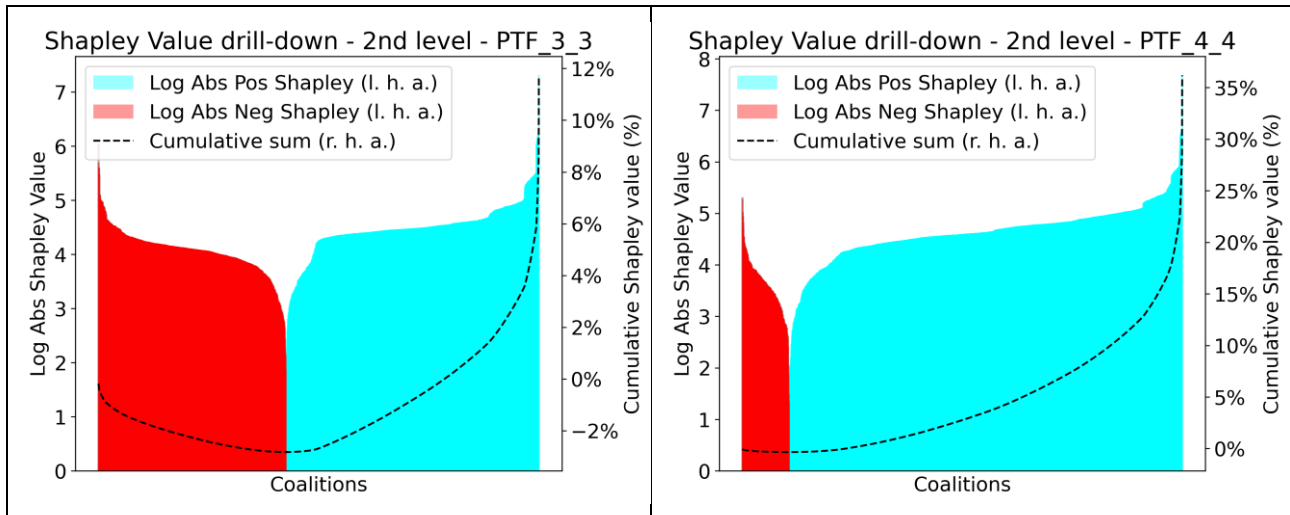 Shapley Value drill-down - 2nd level - PTF_3_3
Log Abs Pos Shapley (l. h. a.)
Log Abs Neg Shapley (l. h. a.)
Cumulative sum (r. h. a.)
Log Abs Shapley Value
7
6
5
4
3
2
1
0
12%
10%
8%
6%
4%
2%
0%
−2%
Cumulative Shapley value (%)
Coalitions
Shapley Value drill-down - 2nd level - PTF_4_4
Log Abs Pos Shapley (l. h. a.)
Log Abs Neg Shapley (l. h. a.)
Cumulative sum (r. h. a.)
Log Abs Shapley Value
8
7
6
5
4
3
2
1
0
35%
30%
25%
20%
15%
10%
5%
0%
Cumulative Shapley value (%)
Coalitions